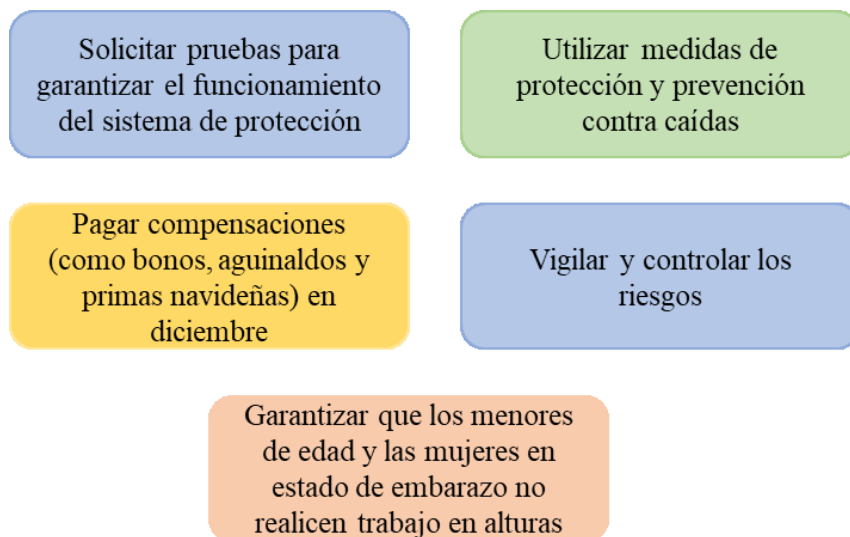 Solicitar pruebas para
garantizar el funcionamiento
del sistema de protección
Utilizar medidas de
protección y prevención
contra caídas
Pagar compensaciones
(como bonos, aguinaldos y
primas navideñas) en
diciembre
Vigilar y controlar los
riesgos
Garantizar que los menores
de edad y las mujeres en
estado de embarazo no
realicen trabajo en alturas